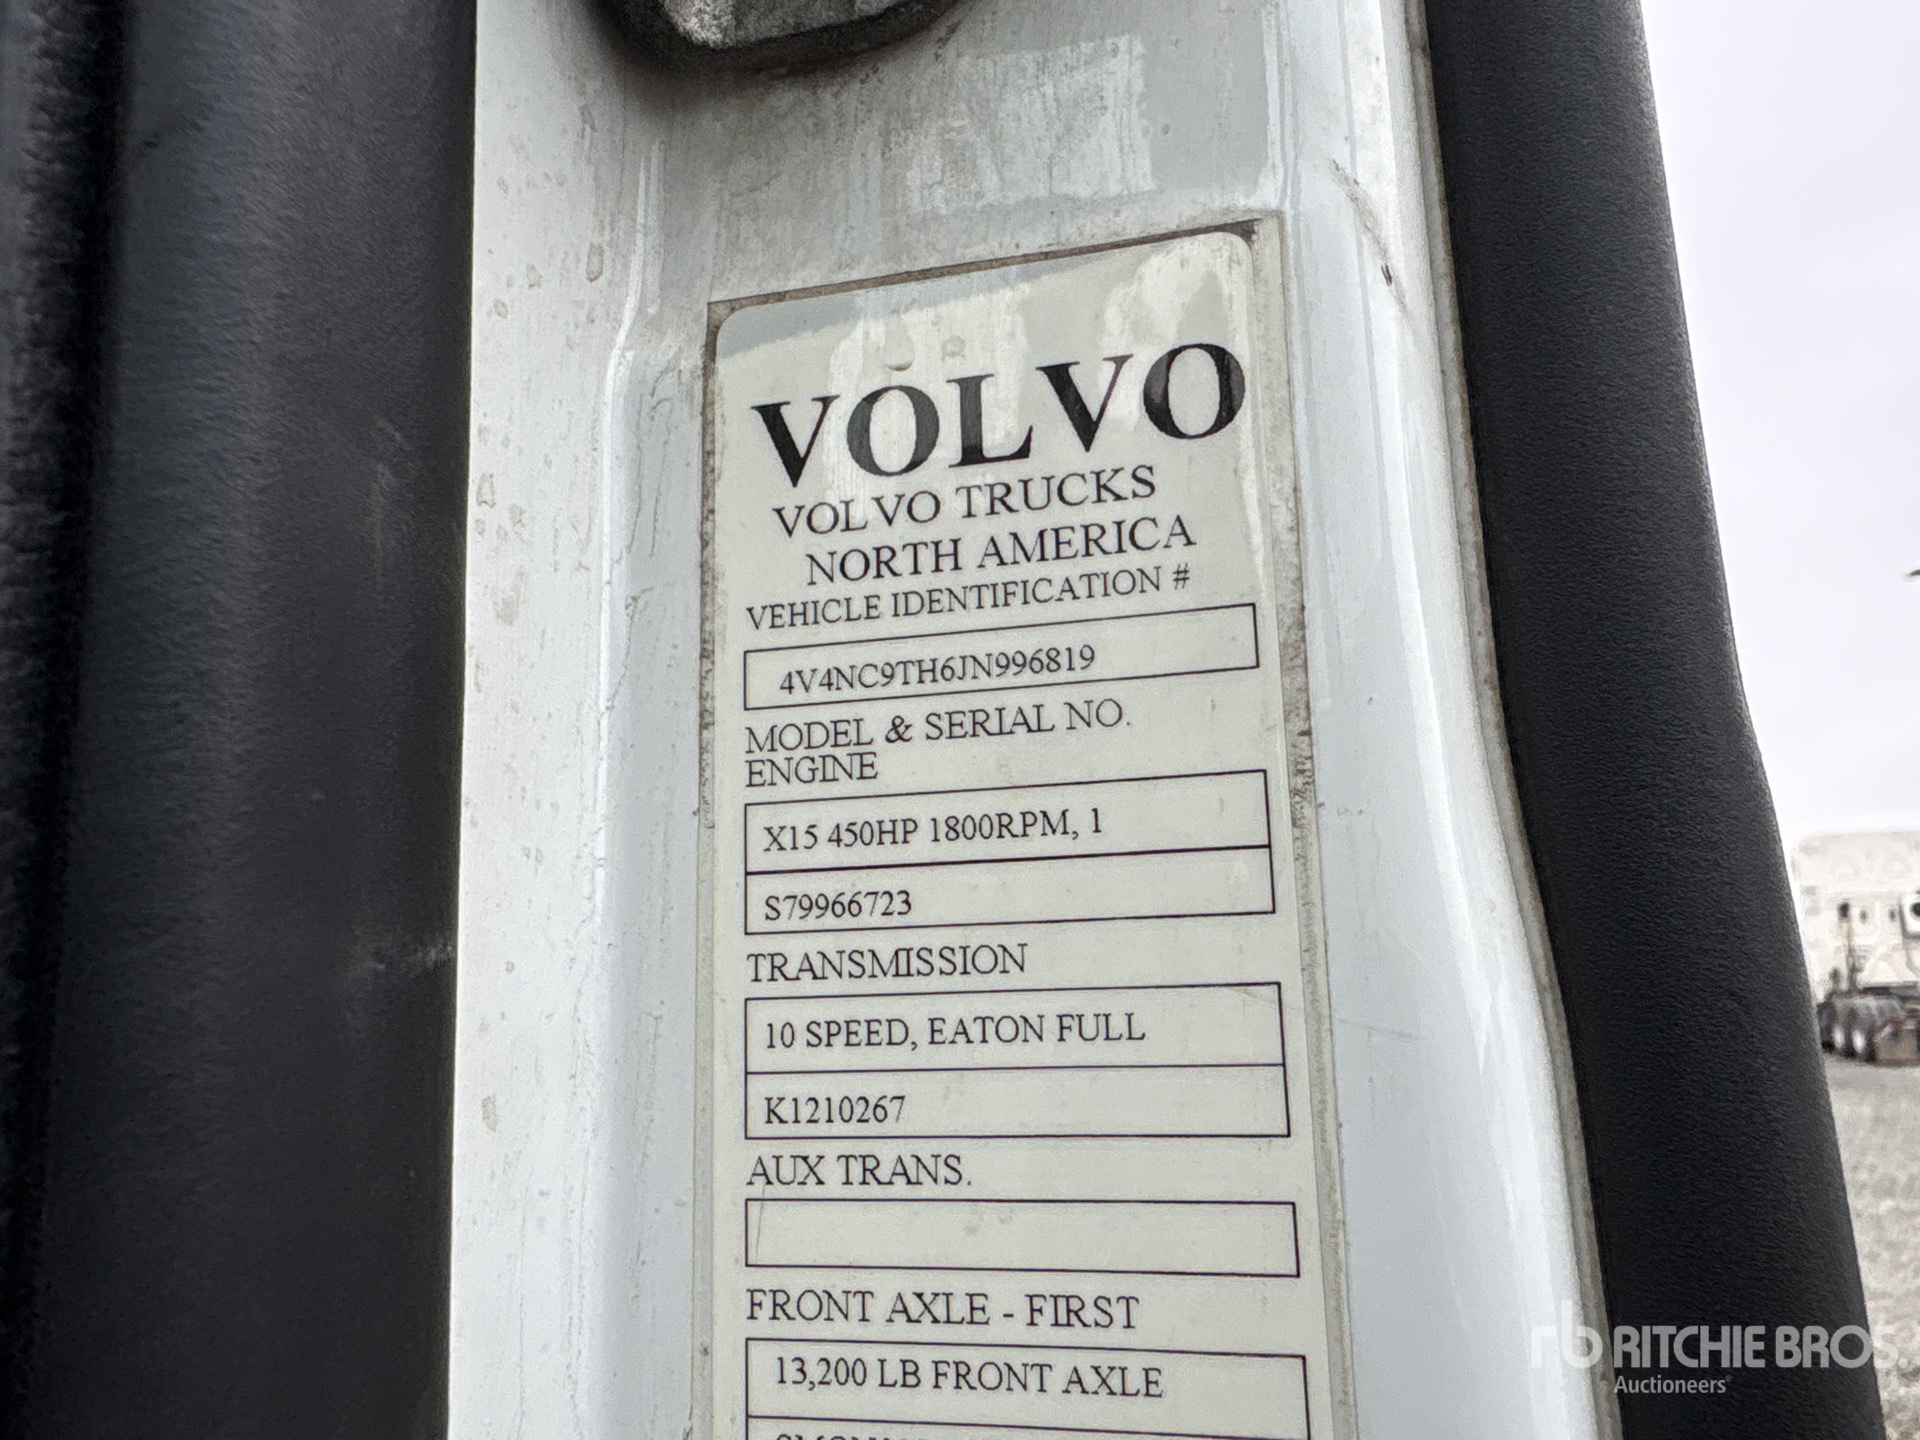 VOLVO
VOLVO TRUCKS
NORTH AMERICA
VEHICLE IDENTIFICATION #
4V4NC9TH6JN996819
MODEL & SERIAL NO.
ENGINE
X15 450HP 1800RPM, 1
S79966723
TRANSMISSION
10 SPEED, EATON FULL
K1210267
AUX TRANS.
FRONT AXLE - FIRST
13,200 LB FRONT AXLE
rb RITCHIE BROS.
Auctioneers